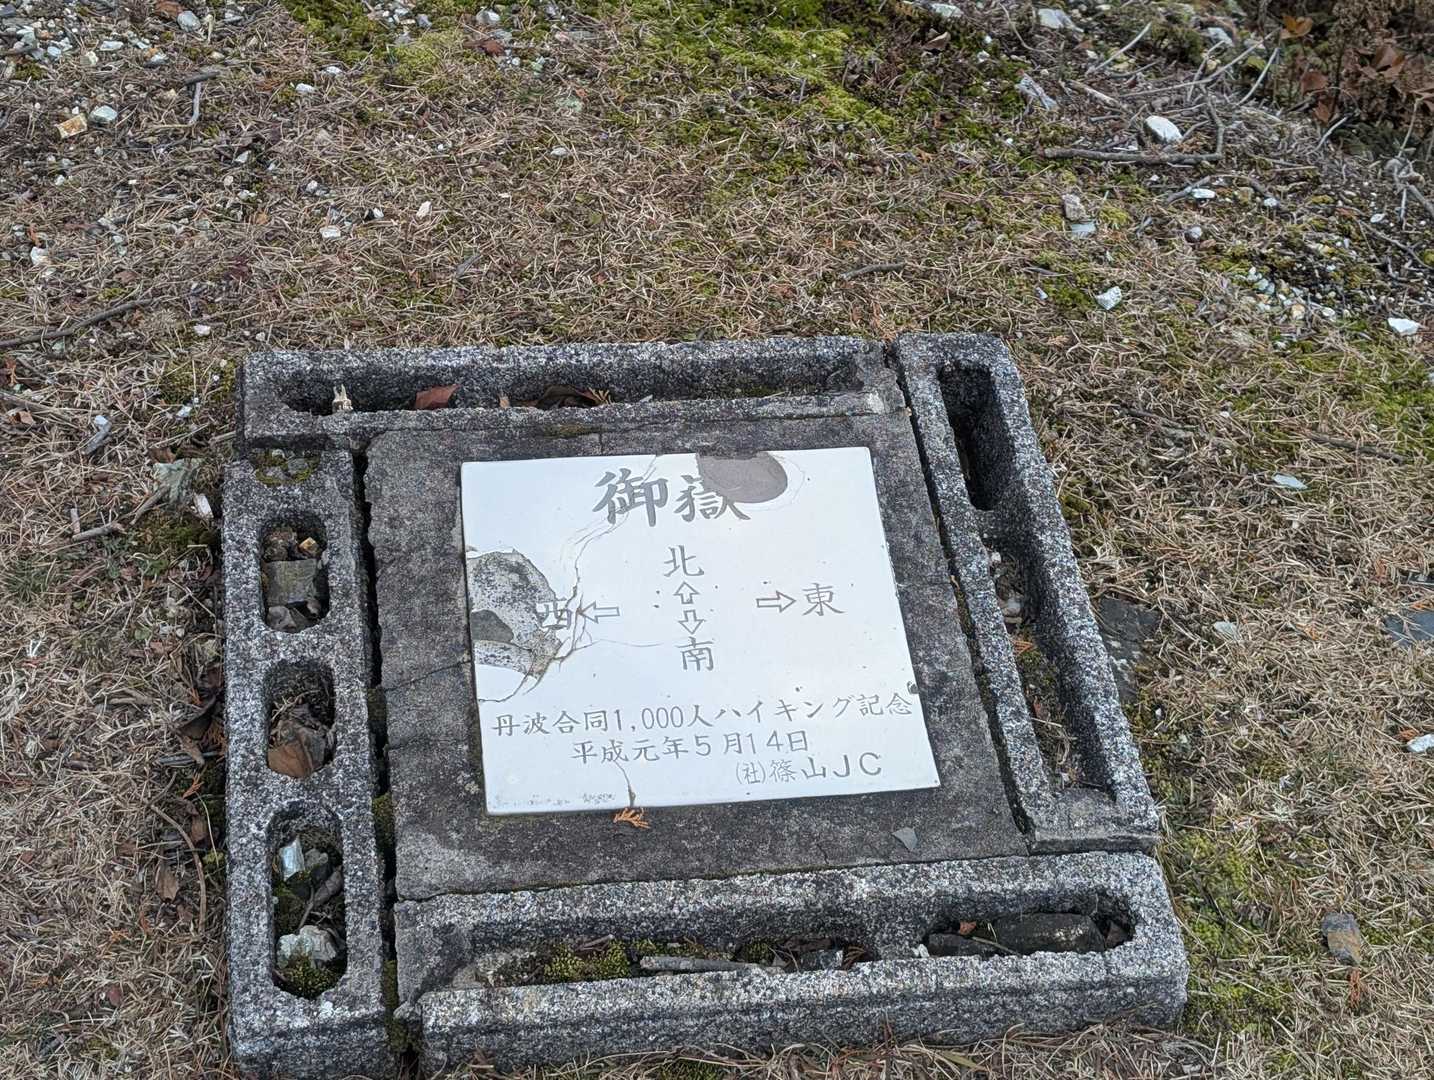 御嶽
北
⇧
西⇦ ⇨東
⇩
南
丹波合同1,000人ハイキング記念
平成元年5月14日
(社)篠山JC